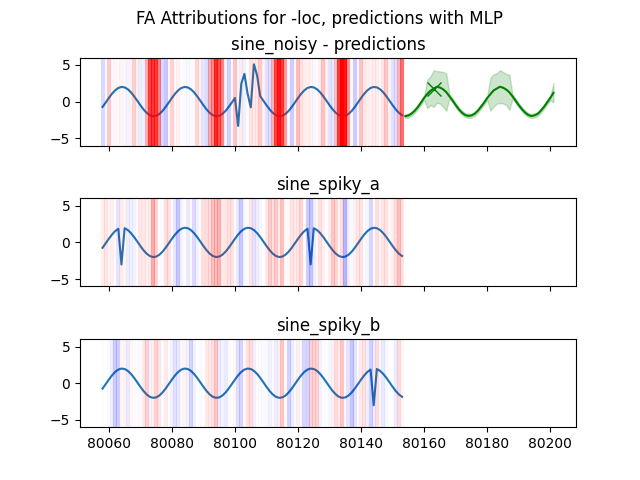 FA Attributions for -loc, predictions with MLP
sine_noisy - predictions
5
0
−5
sine_spiky_a
5
0
−5
sine_spiky_b
5
0
−5
80060 80080 80100 80120 80140 80160 80180 80200